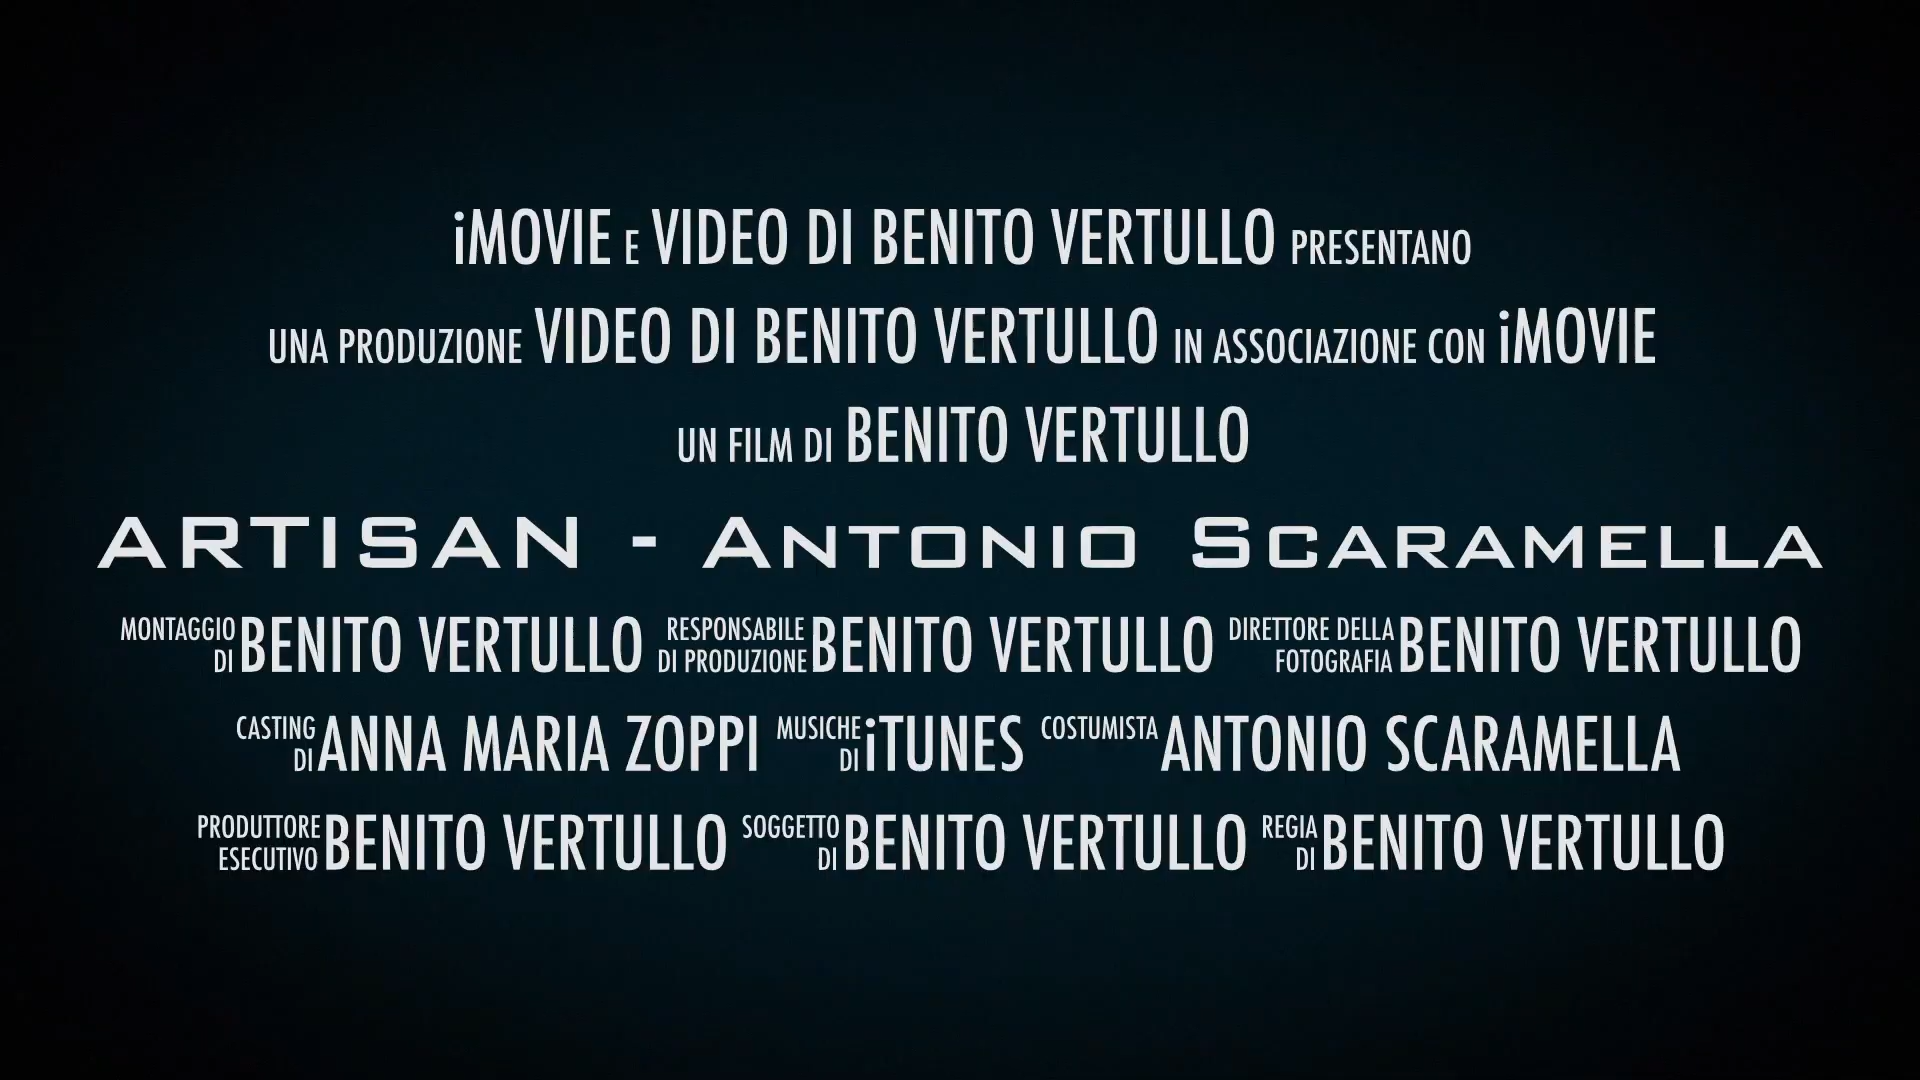 iMOVIE E VIDEO DI BENITO VERTULLO PRESENTANO
UNA PRODUZIONE VIDEO DI BENITO VERTULLO IN ASSOCIAZIONE CON iMOVIE
UN FILM DI BENITO VERTULLO
ARTISAN - ANTONIO SCARAMELLA
MONTAGGIO DI BENITO VERTULLO RESPONSABILE DI PRODUZIONE BENITO VERTULLO DIRETTORE DELLA FOTOGRAFIA BENITO VERTULLO
CASTING DI ANNA MARIA ZOPPI MUSICHE DI iTUNES COSTUMISTA ANTONIO SCARAMELLA
PRODUTTORE ESECUTIVO BENITO VERTULLO SOGGETTO DI BENITO VERTULLO REGIA DI BENITO VERTULLO